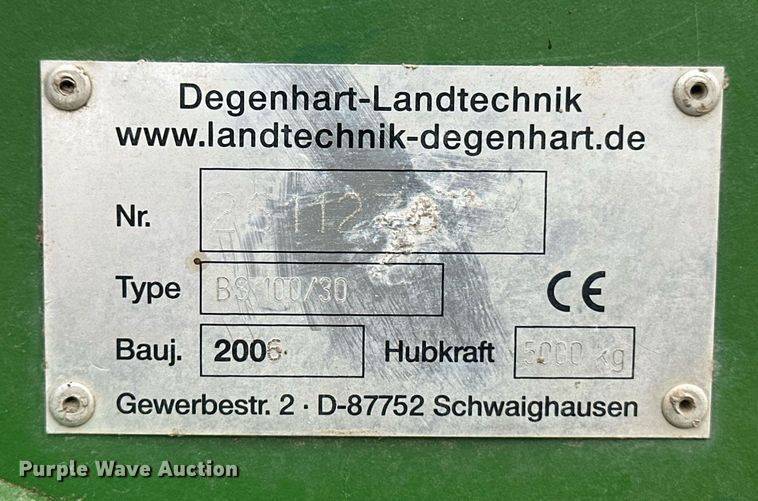 Degenhart-Landtechnik
www.landtechnik-degenhart.de
Nr.
Type BS 100/30 CE
Bauj. 2006 Hubkraft 5000 kg
Gewerbestr. 2 · D-87752 Schwaighausen
Purple Wave Auction